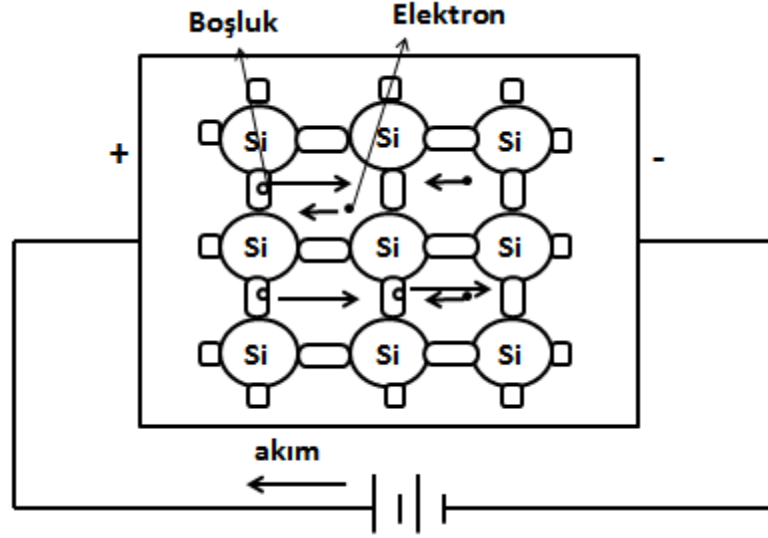 Boşluk
Elektron
Si Si Si
+ -
Si Si Si
Si Si Si
akım